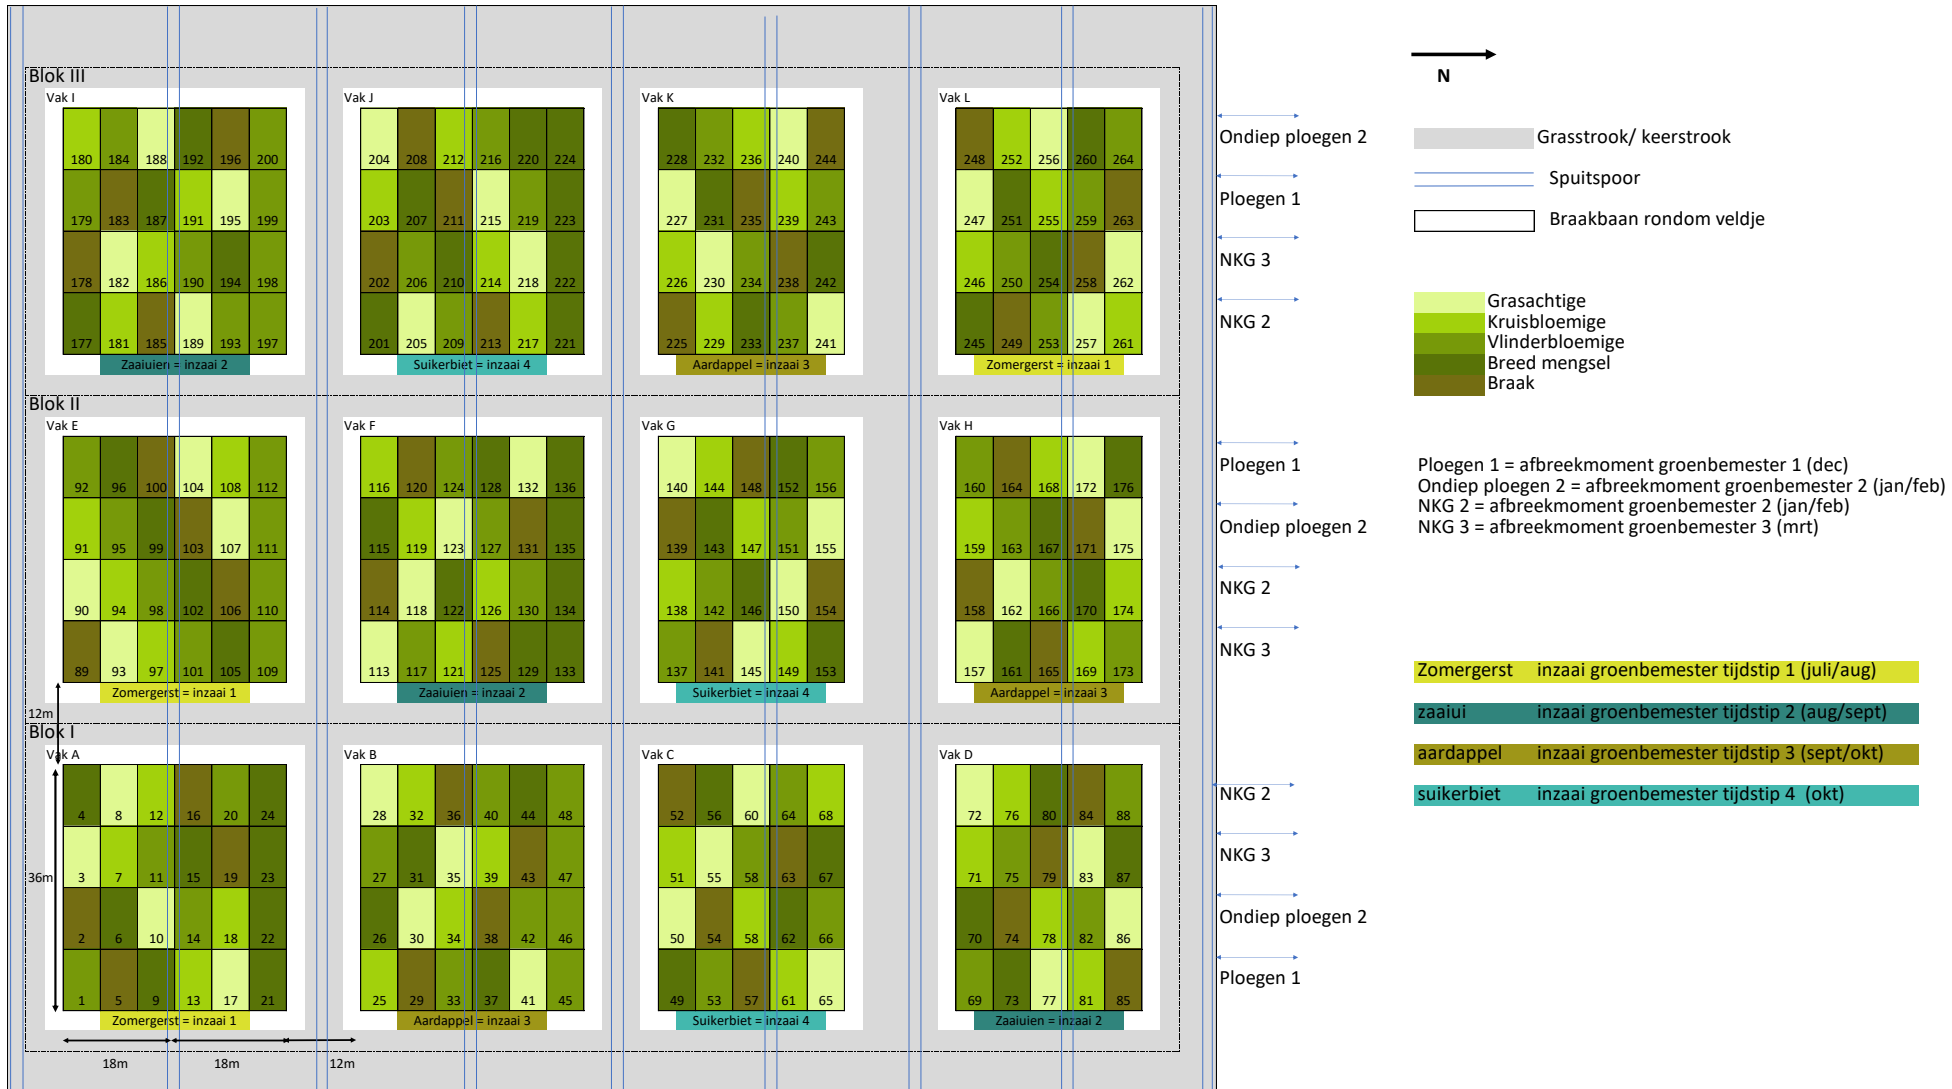 Blok III
Vak I
Vak J
Vak K
Vak L
180 184 188 192 196 200
204 208 212 216 220 224
228 232 236 240 244
248 252 256 260 264
179 183 187 191 195 199
203 207 211 215 219 223
227 231 235 239 243
247 251 255 259 263
178 182 186 190 194 198
202 206 210 214 218 222
226 230 234 238 242
246 250 254 258 262
177 181 185 189 193 197
201 205 209 213 217 221
225 229 233 237 241
245 249 253 257 261
Zaaiuien = inzaai 2
Suikerbiet = inzaai 4
Aardappel = inzaai 3
Zomergerst = inzaai 1
Ondiep ploegen 2
Ploegen 1
NKG 3
NKG 2
Blok II
Vak E
Vak F
Vak G
Vak H
92 96 100 104 108 112
116 120 124 128 132 136
140 144 148 152 156
160 164 168 172 176
91 95 99 103 107 111
115 119 123 127 131 135
139 143 147 151 155
159 163 167 171 175
90 94 98 102 106 110
114 118 122 126 130 134
138 142 146 150 154
158 162 166 170 174
89 93 97 101 105 109
113 117 121 125 129 133
137 141 145 149 153
157 161 165 169 173
Zomergerst = inzaai 1
Zaaiuien = inzaai 2
Suikerbiet = inzaai 4
Aardappel = inzaai 3
Ploegen 1
Ondiep ploegen 2
NKG 2
NKG 3
12m
Blok I
Vak A
Vak B
Vak C
Vak D
4 8 12 16 20 24
28 32 36 40 44 48
52 56 60 64 68
72 76 80 84 88
3 7 11 15 19 23
27 31 35 39 43 47
51 55 58 63 67
71 75 79 83 87
2 6 10 14 18 22
26 30 34 38 42 46
50 54 58 62 66
70 74 78 82 86
1 5 9 13 17 21
25 29 33 37 41 45
49 53 57 61 65
69 73 77 81 85
36m
Zomergerst = inzaai 1
Aardappel = inzaai 3
Suikerbiet = inzaai 4
Zaaiuien = inzaai 2
18m
18m
12m
NKG 2
NKG 3
Ondiep ploegen 2
Ploegen 1
N
Grasstrook/ keerstrook
Spuitspoor
Braakbaan rondom veldje
Grasachtige
Kruisbloemige
Vlinderbloemige
Breed mengsel
Braak
Ploegen 1 = afbreekmoment groenbemester 1 (dec)
Ondiep ploegen 2 = afbreekmoment groenbemester 2 (jan/feb)
NKG 2 = afbreekmoment groenbemester 2 (jan/feb)
NKG 3 = afbreekmoment groenbemester 3 (mrt)
Zomergerst inzaai groenbemester tijdstip 1 (juli/aug)
zaaiui inzaai groenbemester tijdstip 2 (aug/sept)
aardappel inzaai groenbemester tijdstip 3 (sept/okt)
suikerbiet inzaai groenbemester tijdstip 4 (okt)